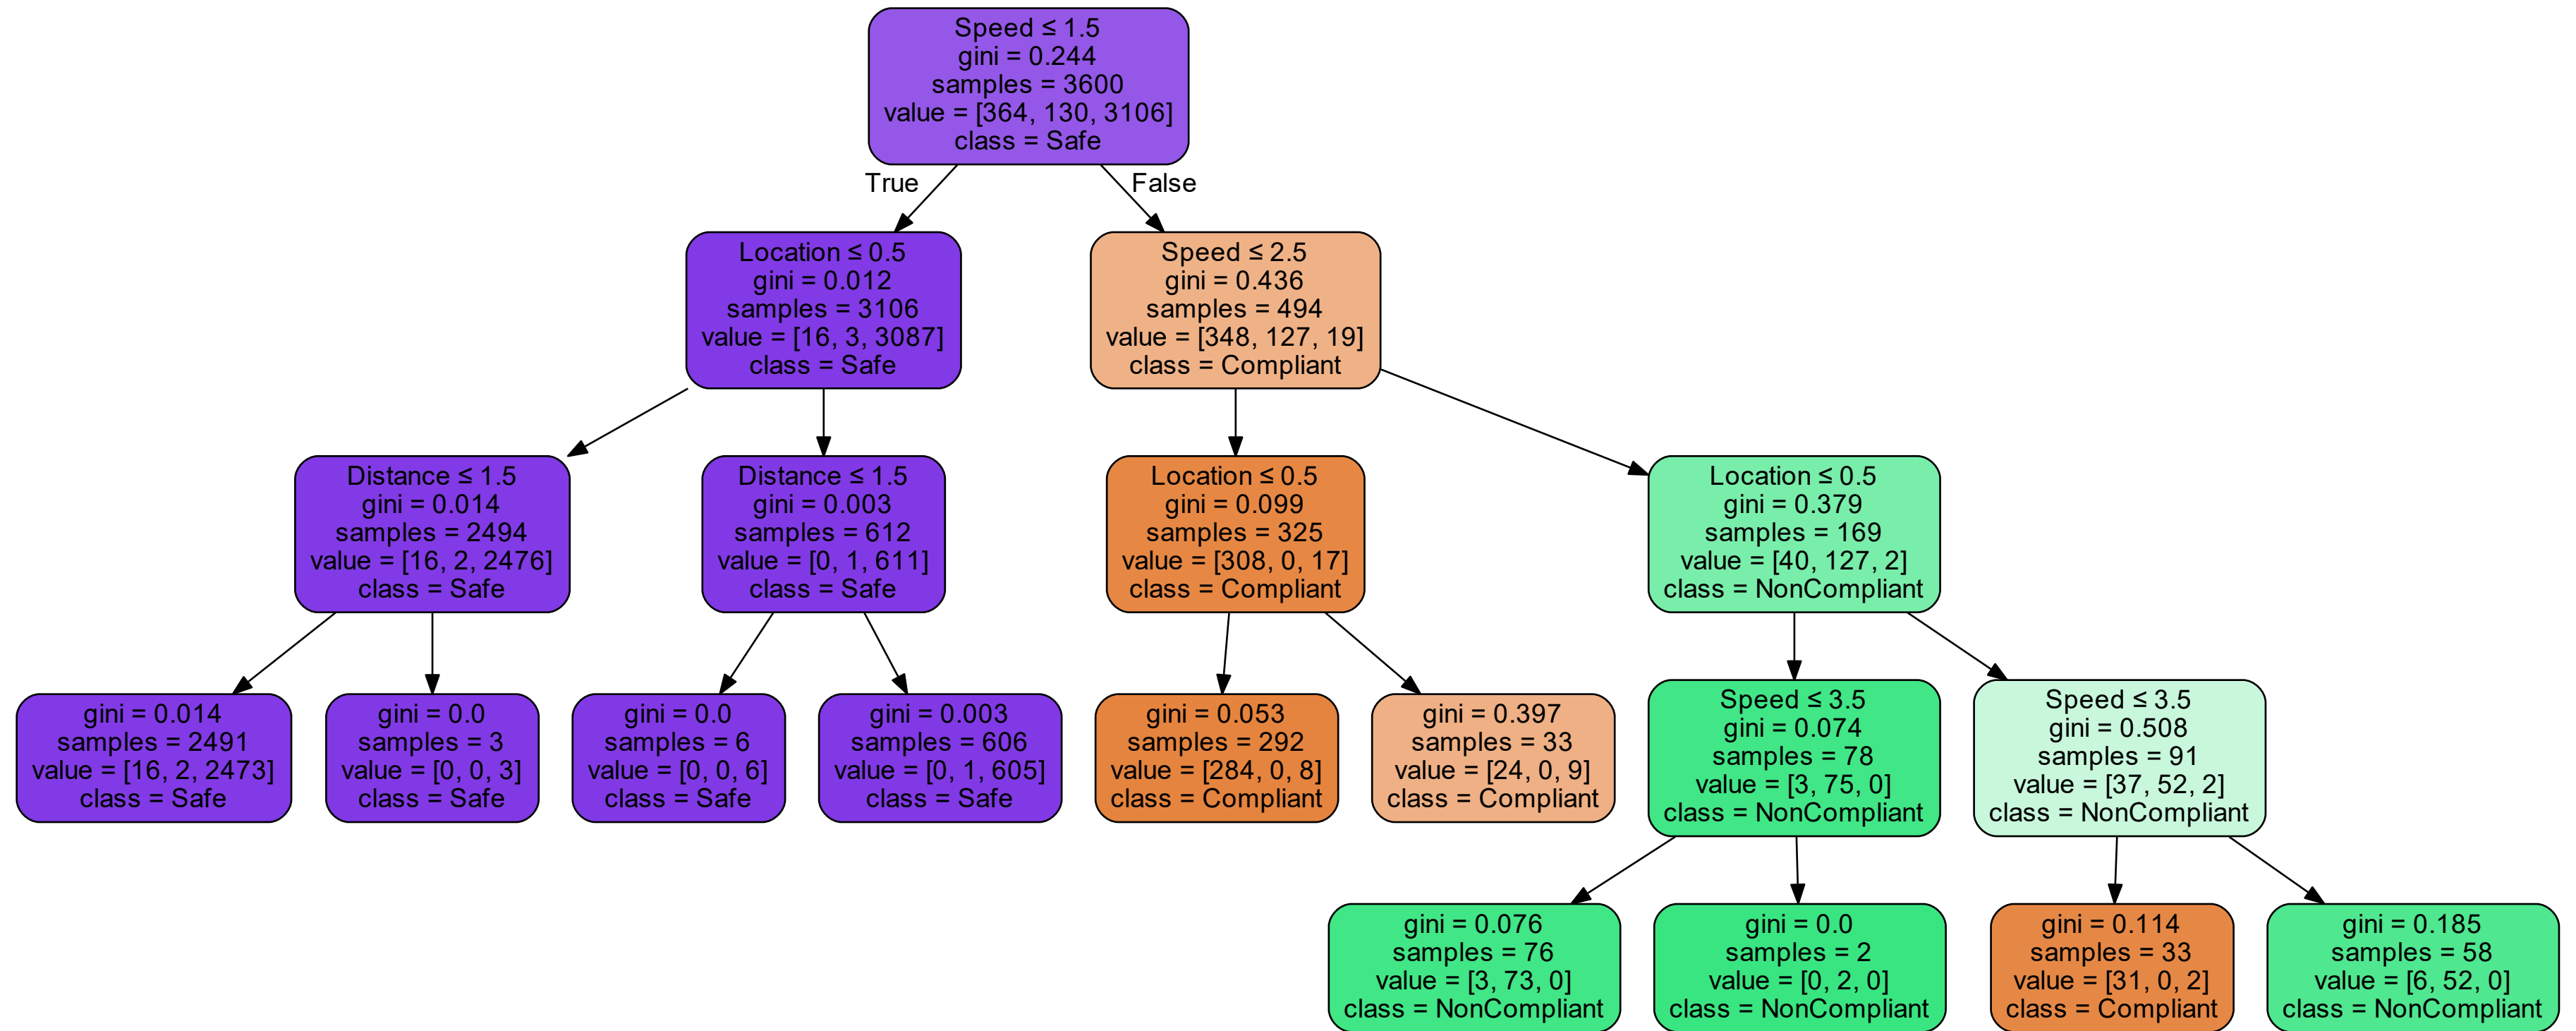 Speed ≤ 1.5
gini = 0.244
samples = 3600
value = [364, 130, 3106]
class = Safe
True
False
Location ≤ 0.5
gini = 0.012
samples = 3106
value = [16, 3, 3087]
class = Safe
Speed ≤ 2.5
gini = 0.436
samples = 494
value = [348, 127, 19]
class = Compliant
Distance ≤ 1.5
gini = 0.014
samples = 2494
value = [16, 2, 2476]
class = Safe
Distance ≤ 1.5
gini = 0.003
samples = 612
value = [0, 1, 611]
class = Safe
Location ≤ 0.5
gini = 0.099
samples = 325
value = [308, 0, 17]
class = Compliant
Location ≤ 0.5
gini = 0.379
samples = 169
value = [40, 127, 2]
class = NonCompliant
gini = 0.014
samples = 2491
value = [16, 2, 2473]
class = Safe
gini = 0.0
samples = 3
value = [0, 0, 3]
class = Safe
gini = 0.0
samples = 6
value = [0, 0, 6]
class = Safe
gini = 0.003
samples = 606
value = [0, 1, 605]
class = Safe
gini = 0.053
samples = 292
value = [284, 0, 8]
class = Compliant
gini = 0.397
samples = 33
value = [24, 0, 9]
class = Compliant
Speed ≤ 3.5
gini = 0.074
samples = 78
value = [3, 75, 0]
class = NonCompliant
Speed ≤ 3.5
gini = 0.508
samples = 91
value = [37, 52, 2]
class = NonCompliant
gini = 0.076
samples = 76
value = [3, 73, 0]
class = NonCompliant
gini = 0.0
samples = 2
value = [0, 2, 0]
class = NonCompliant
gini = 0.114
samples = 33
value = [31, 0, 2]
class = Compliant
gini = 0.185
samples = 58
value = [6, 52, 0]
class = NonCompliant